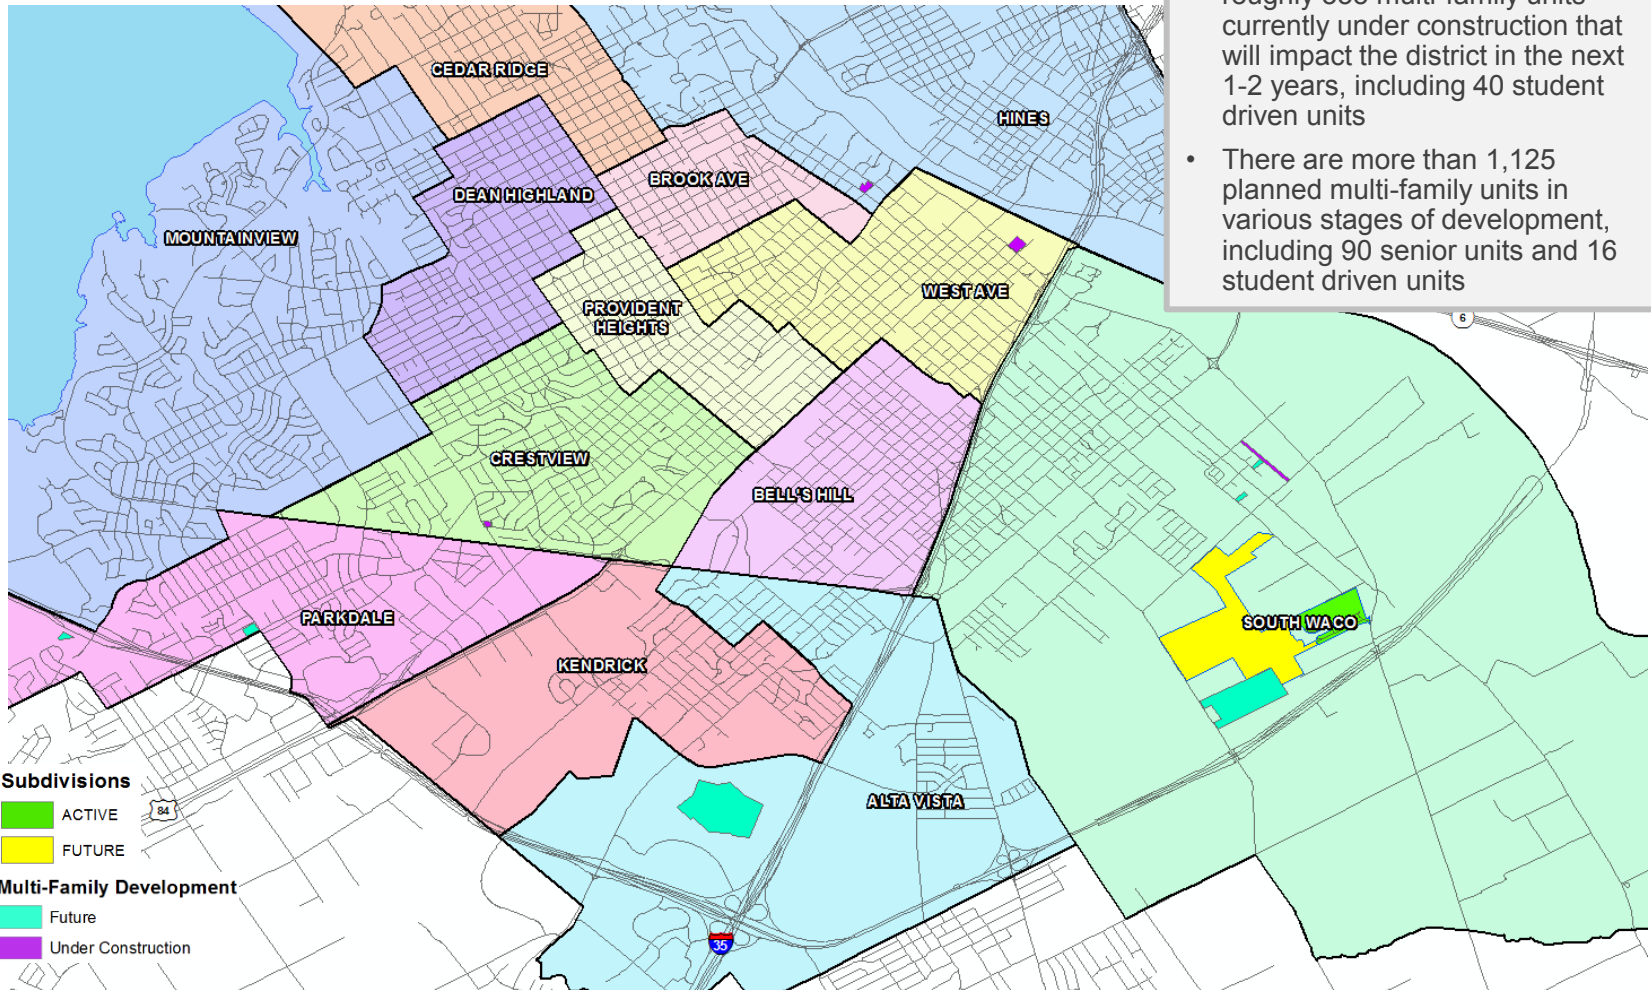 currently under construction that
will impact the district in the next
1-2 years, including 40 student
driven units
• There are more than 1,125
planned multi-family units in
various stages of development,
including 90 senior units and 16
student driven units
CEDAR RIDGE
HINES
BROOK AVE
DEAN HIGHLAND
MOUNTAINVIEW
WEST AVE
PROVIDENT
HEIGHTS
6
CRESTVIEW
BELL'S HILL
PARKDALE
SOUTH WACO
KENDRICK
ALTA VISTA
35
84
Subdivisions
ACTIVE
FUTURE
Multi-Family Development
Future
Under Construction